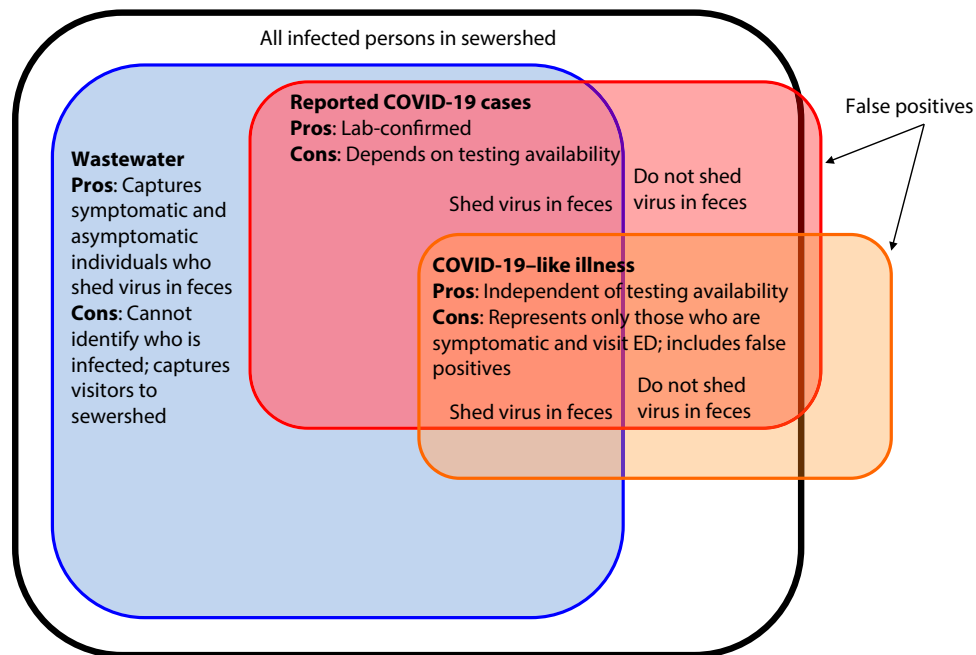 All infected persons in sewershed
False positives
Reported COVID-19 cases
Pros: Lab-confirmed
Cons: Depends on testing availability
Wastewater
Pros: Captures
symptomatic and
asymptomatic
individuals who
shed virus in feces
Cons: Cannot
identify who is
infected; captures
visitors to
sewershed
Shed virus in feces
Do not shed
virus in feces
COVID-19–like illness
Pros: Independent of testing availability
Cons: Represents only those who are
symptomatic and visit ED; includes false
positives
Shed virus in feces
Do not shed
virus in feces